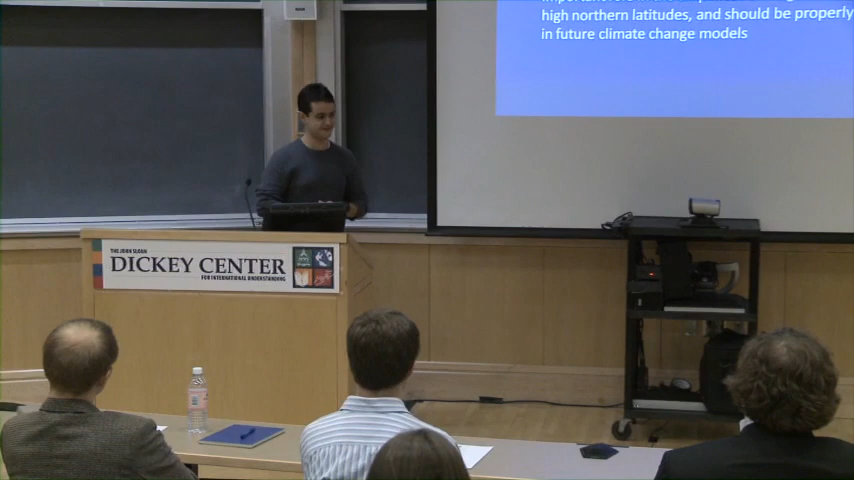 high northern latitudes, and should be properly
in future climate change models
THE JOHN SLOAN
DICKEY CENTER
FOR INTERNATIONAL UNDERSTANDING